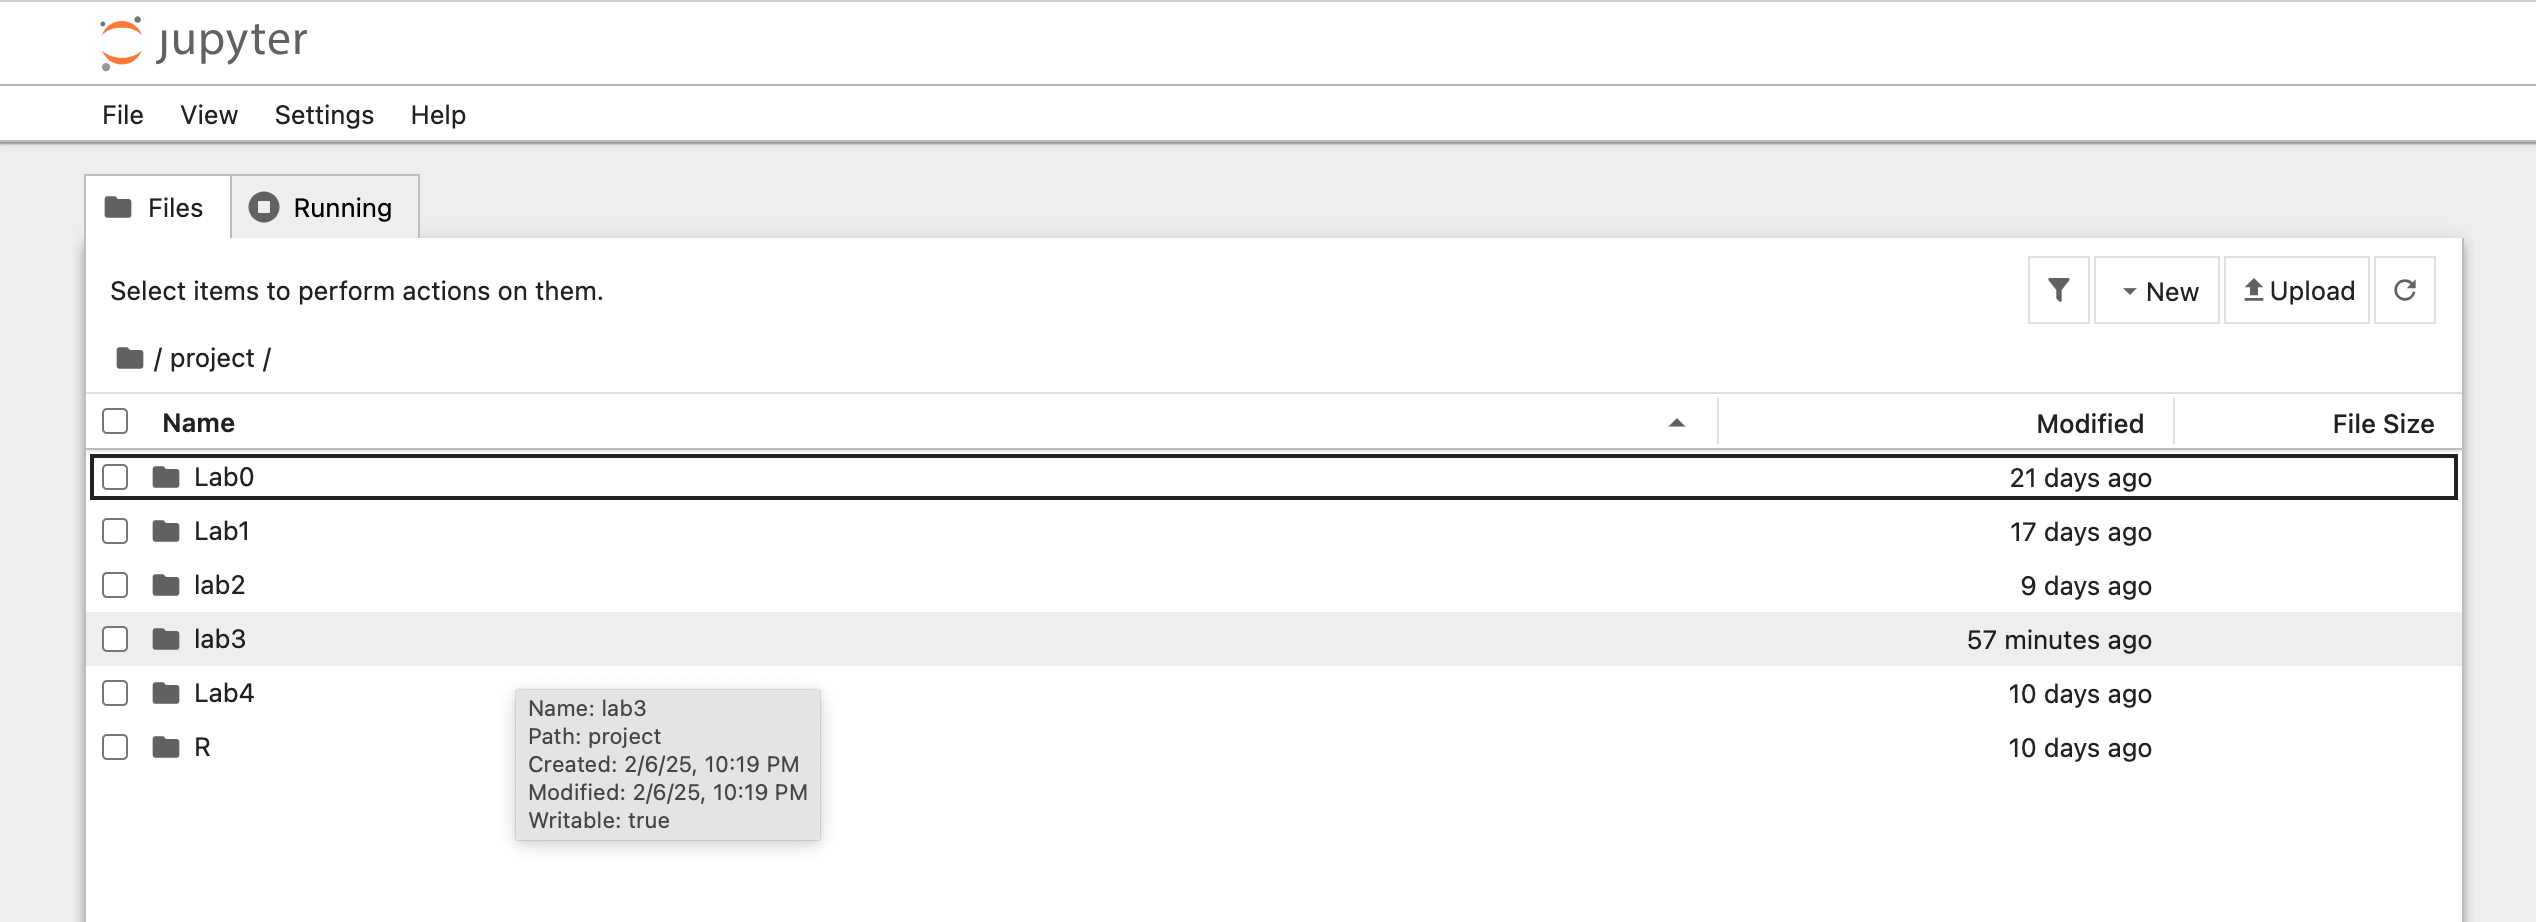 jupyter
File View Settings Help
Files Running
Select items to perform actions on them.
New Upload
/ project /
Name Modified File Size
Lab0 21 days ago
Lab1 17 days ago
lab2 9 days ago
lab3 57 minutes ago
Lab4 10 days ago
R 10 days ago
Name: lab3
Path: project
Created: 2/6/25, 10:19 PM
Modified: 2/6/25, 10:19 PM
Writable: true